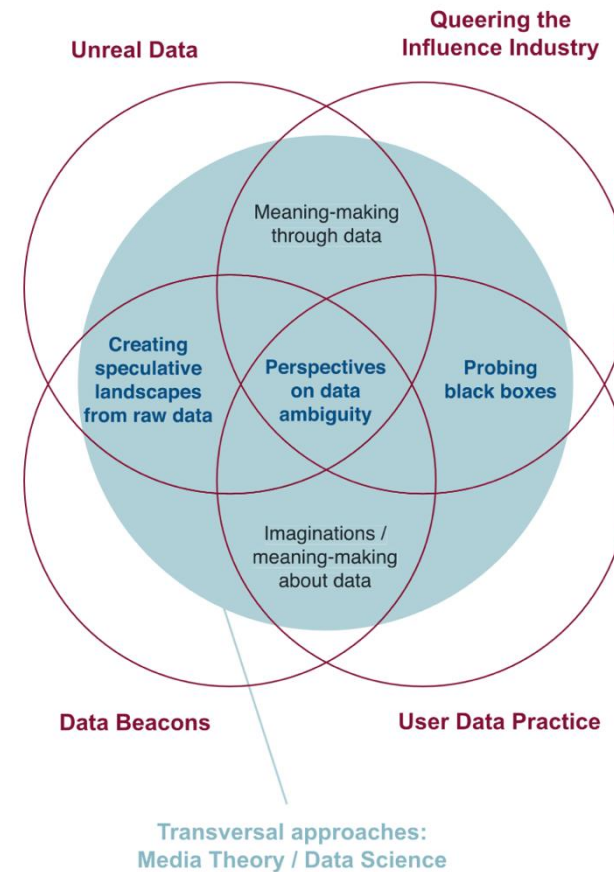 Unreal Data
Queering the
Influence Industry
Meaning-making
through data
Creating
speculative
landscapes
from raw data
Perspectives
on data
ambiguity
Probing
black boxes
Imaginations /
meaning-making
about data
Data Beacons
User Data Practice
Transversal approaches:
Media Theory / Data Science